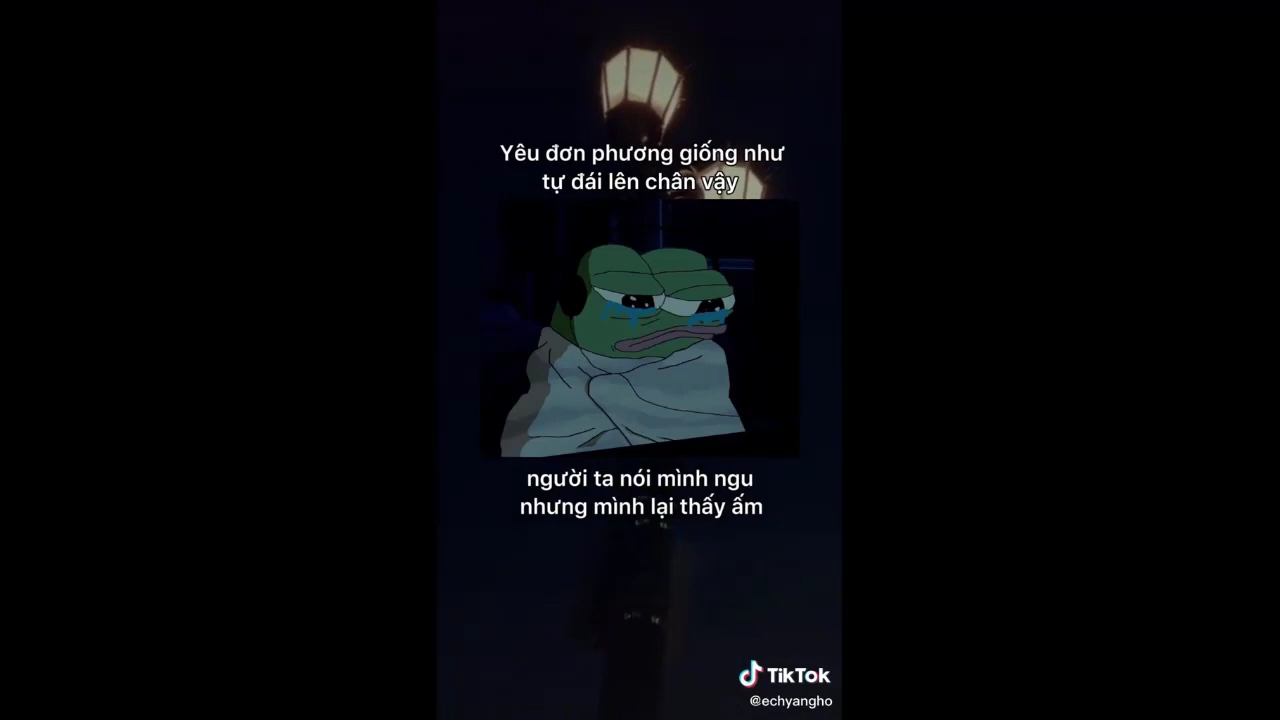 Yêu đơn phương giống như
tự đái lên chân vậy
người ta nói mình ngu
nhưng mình lại thấy ấm
TikTok
@echyangho